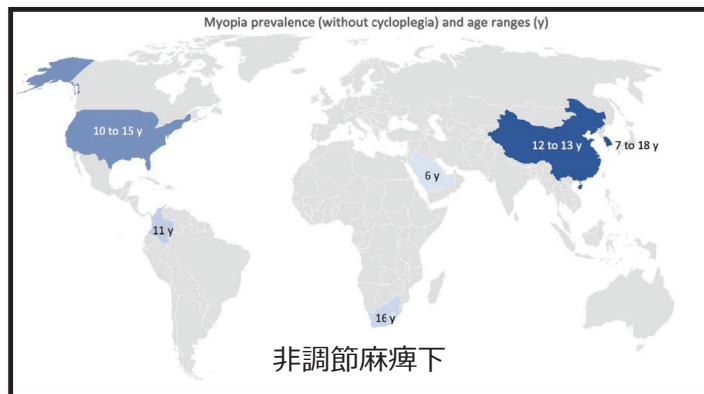 Myopia prevalence (without cycloplegia) and age ranges (y)
10 to 15 y
12 to 13 y
7 to 18 y
6 y
11 y
16 y
非調節麻痺下